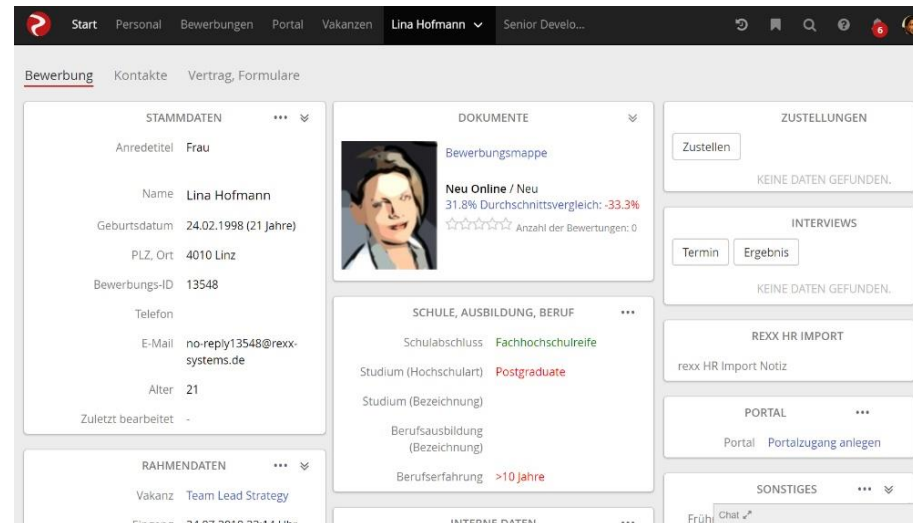 Start Personal Bewerbungen Portal Vakanzen Lina Hofmann Senior Develo...
6
Bewerbung Kontakte Vertrag, Formulare
STAMMDATEN
Anredetitel Frau
Name Lina Hofmann
Geburtsdatum 24.02.1998 (21 Jahre)
PLZ, Ort 4010 Linz
Bewerbungs-ID 13548
Telefon
E-Mail no-reply13548@rexx-
systems.de
Alter 21
Zuletzt bearbeitet -
RAHMENDATEN
Vakanz Team Lead Strategy
DOKUMENTE
Bewerbungsmappe
Neu Online / Neu
31.8% Durchschnittsvergleich: -33.3%
Anzahl der Bewertungen: 0
SCHULE, AUSBILDUNG, BERUF
Schulabschluss Fachhochschulreife
Studium (Hochschulart) Postgraduate
Studium (Bezeichnung)
Berufsausbildung
(Bezeichnung)
Berufserfahrung >10 Jahre
INTERNE DATEN
ZUSTELLUNGEN
Zustellen
KEINE DATEN GEFUNDEN.
INTERVIEWS
Termin Ergebnis
KEINE DATEN GEFUNDEN.
REXX HR IMPORT
rexx HR Import Notiz
PORTAL
Portal Portalzugang anlegen
SONSTIGES
Chat